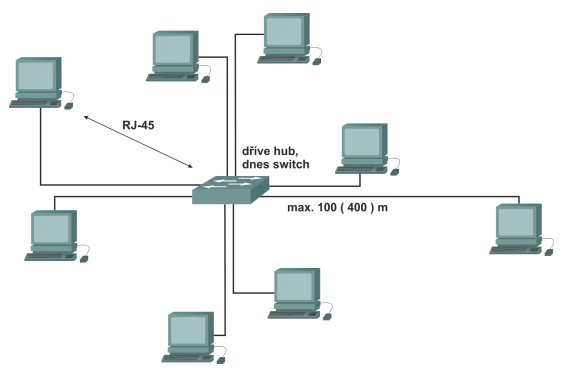 RJ-45
dříve hub,
dnes switch
max. 100 ( 400 ) m